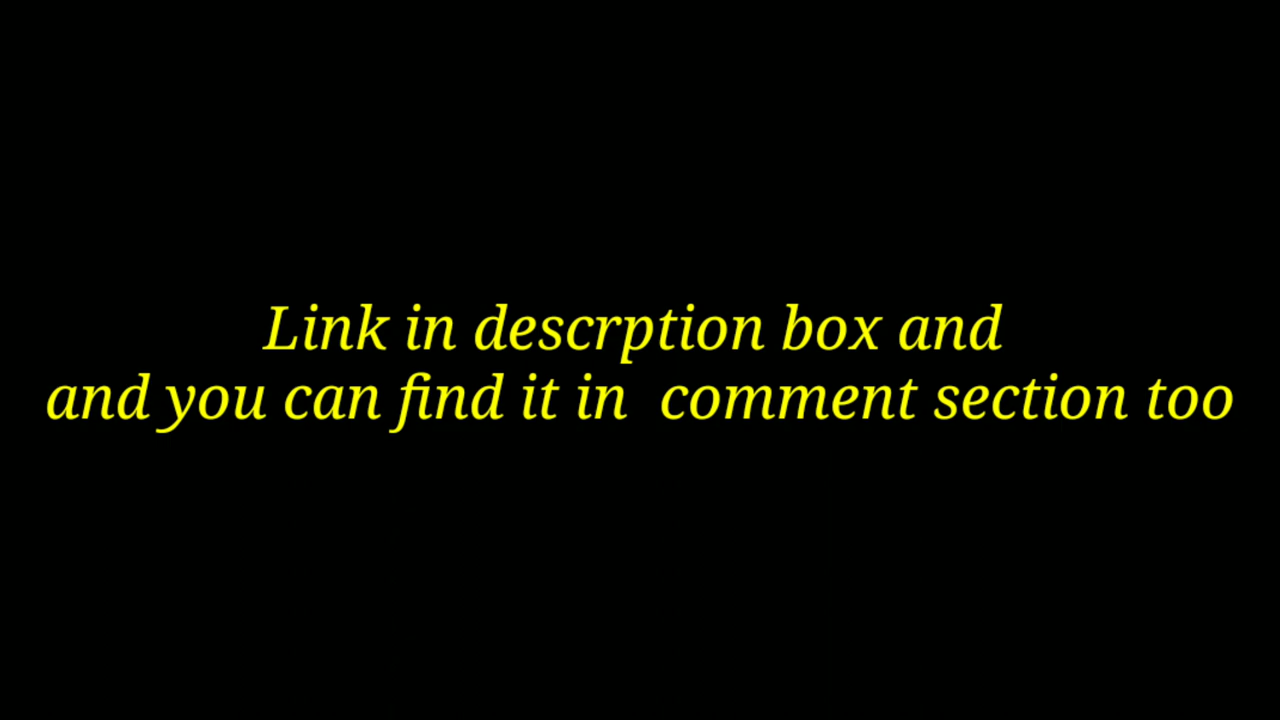 Link in descrption box and
and you can find it in  comment section too